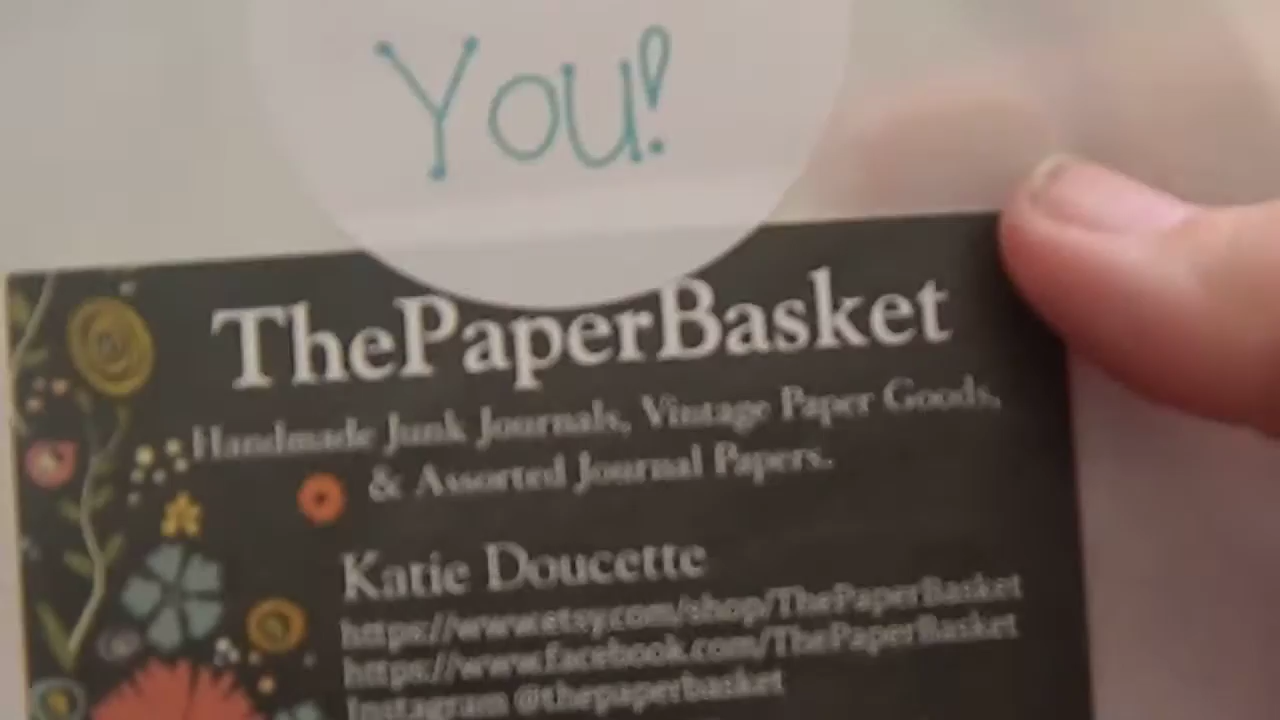 You!
ThePaperBasket
Handmade Junk Journals, Vintage Paper Goods,
& Assorted Journal Papers.
Katie Doucette
https://www.etsy.com/shop/ThePaperBasket
https://www.facebook.com/ThePaperBasket
Instagram @thepaperbasket